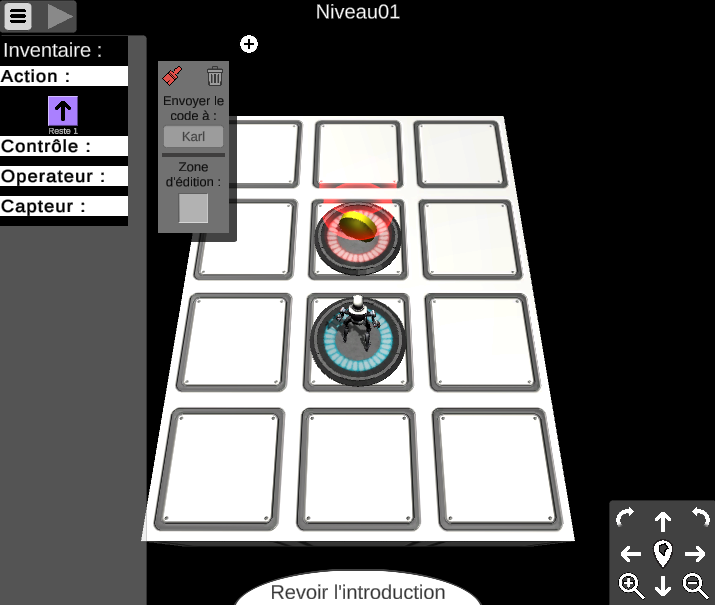 Niveau01
Inventaire :
Action :
Reste 1
Contrôle :
Operateur :
Capteur :
Envoyer le
code à :
Karl
Zone
d'édition :
Revoir l'introduction